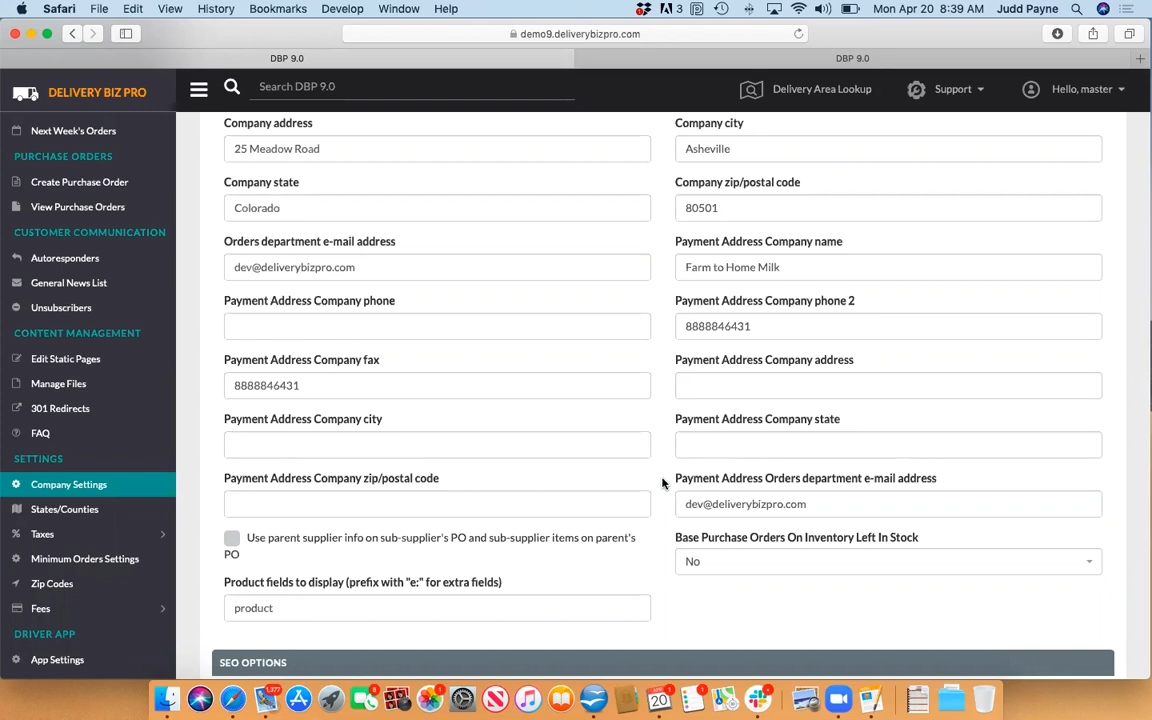 Safari File Edit View History Bookmarks Develop Window Help 3 Mon Apr 20 8:39 AM Judd Payne
demo9.deliverybizpro.com
DBP 9.0 DBP 9.0
DELIVERY BIZ PRO Search DBP 9.0 Delivery Area Lookup Support Hello, master
Next Week's Orders
PURCHASE ORDERS
Create Purchase Order
View Purchase Orders
CUSTOMER COMMUNICATION
Autoresponders
General News List
Unsubscribers
CONTENT MANAGEMENT
Edit Static Pages
Manage Files
301 Redirects
FAQ
SETTINGS
Company Settings
States/Counties
Taxes
Minimum Orders Settings
Zip Codes
Fees
DRIVER APP
App Settings
Company address Company city
25 Meadow Road Asheville
Company state Company zip/postal code
Colorado 80501
Orders department e-mail address Payment Address Company name
dev@deliverybizpro.com Farm to Home Milk
Payment Address Company phone Payment Address Company phone 2
8888846431
Payment Address Company fax Payment Address Company address
8888846431
Payment Address Company city Payment Address Company state
Payment Address Company zip/postal code Payment Address Orders department e-mail address
dev@deliverybizpro.com
Use parent supplier info on sub-supplier's PO and sub-supplier items on parent's Base Purchase Orders On Inventory Left In Stock
PO
No
Product fields to display (prefix with "e:" for extra fields)
product
SEO OPTIONS
1,377 8 1 APR 20 1